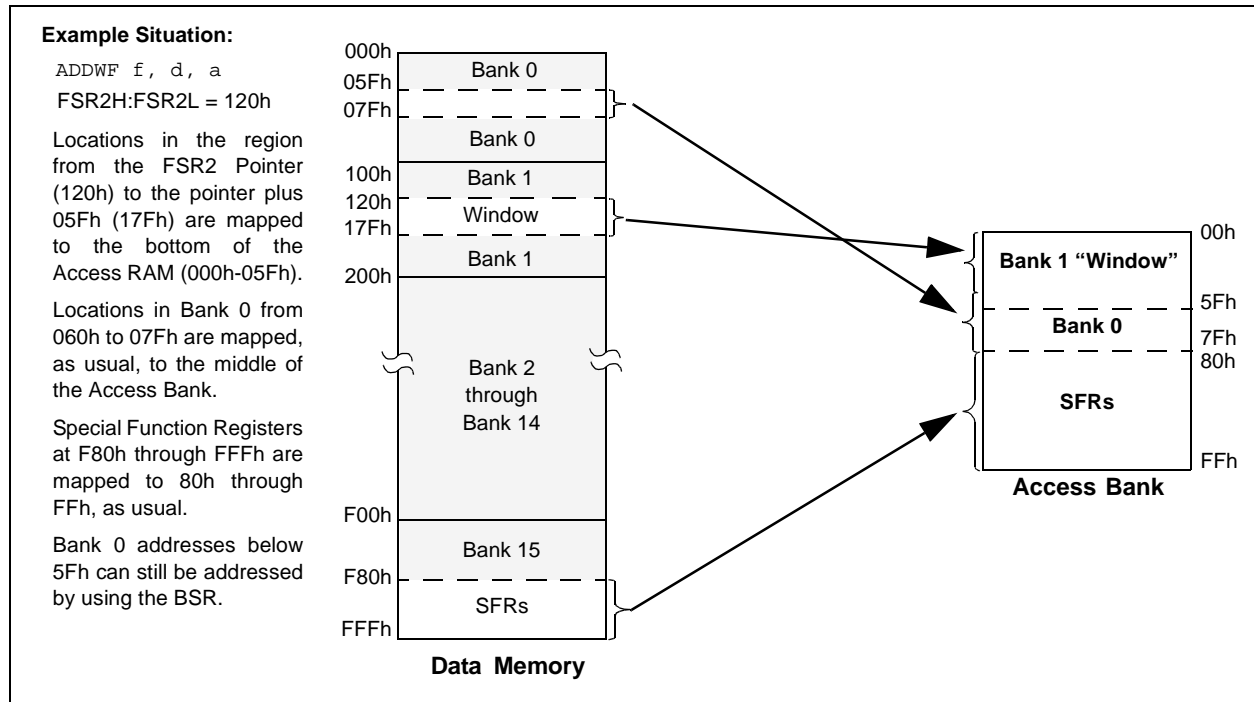 Example Situation:
ADDWF f, d, a
FSR2H:FSR2L = 120h
Locations in the region
from the FSR2 Pointer
(120h) to the pointer plus
05Fh (17Fh) are mapped
to the bottom of the
Access RAM (000h-05Fh).
Locations in Bank 0 from
060h to 07Fh are mapped,
as usual, to the middle of
the Access Bank.
Special Function Registers
at F80h through FFFh are
mapped to 80h through
FFh, as usual.
Bank 0 addresses below
5Fh can still be addressed
by using the BSR.
000h
Bank 0
05Fh
07Fh
Bank 0
100h
Bank 1
120h
Window
17Fh
Bank 1
200h
Bank 2
through
Bank 14
F00h
Bank 15
F80h
SFRs
FFFh
Data Memory
00h
Bank 1 “Window”
5Fh
Bank 0
7Fh
80h
SFRs
FFh
Access Bank